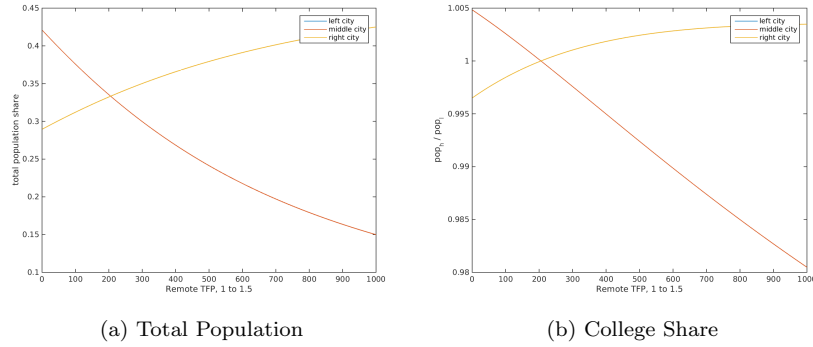 0.45
0.4
0.35
0.3
0.25
0.2
0.15
0.1
total population share
0 100 200 300 400 500 600 700 800 900 1000
Remote TFP, 1 to 1.5
left city
middle city
right city
(a) Total Population
1.005
1
0.995
0.99
0.985
0.98
pop_h / pop_l
0 100 200 300 400 500 600 700 800 900 1000
Remote TFP, 1 to 1.5
left city
middle city
right city
(b) College Share